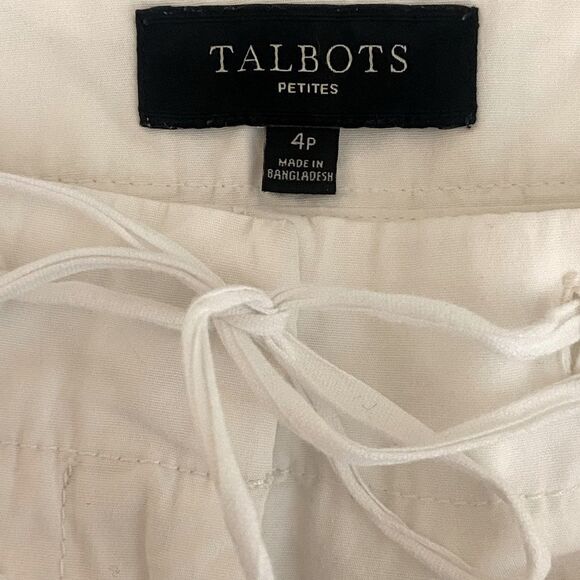 TALBOTS
PETITES
4P
MADE IN
BANGLADESH